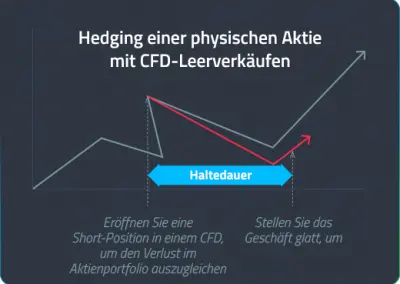 Hedging einer physischen Aktie
mit CFD-Leerverkäufen
Haltedauer
Eröffnen Sie eine
Short-Position in einem CFD,
um den Verlust im
Aktienportfolio auszugleichen
Stellen Sie das
Geschäft glatt, um